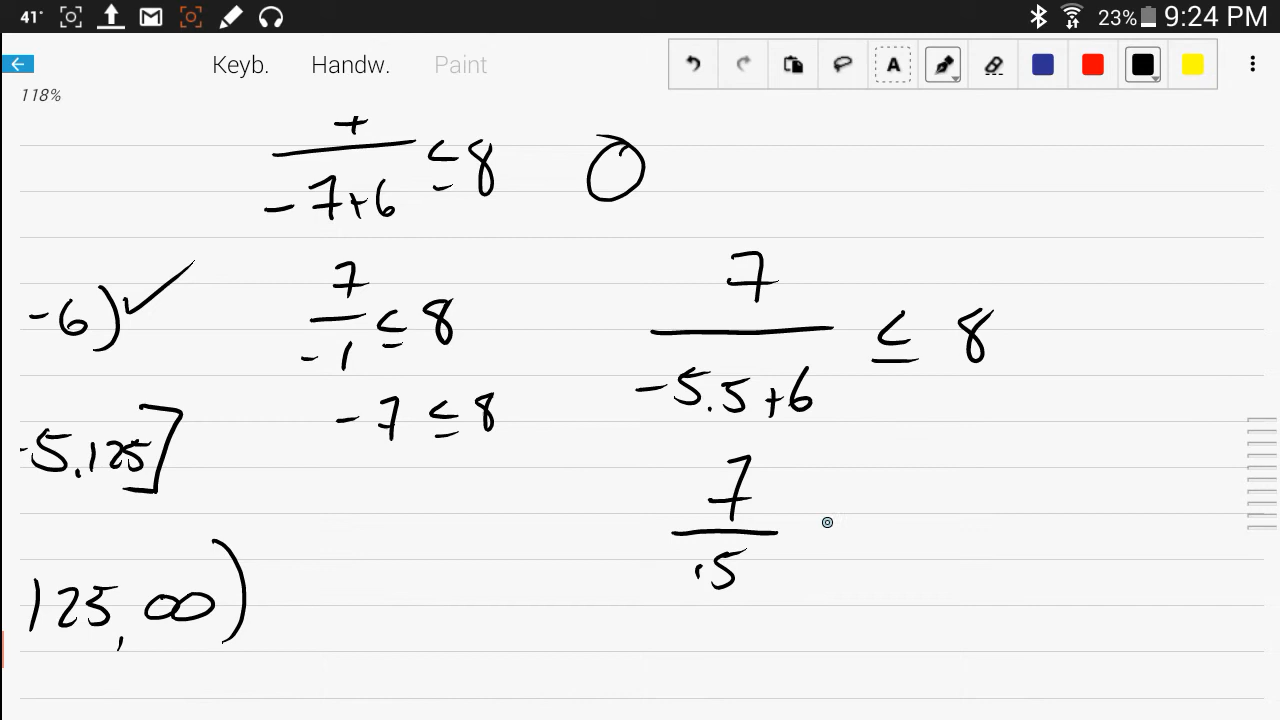 41° 23% 9:24 PM
Keyb. Handw. Paint A
118%
7
-7+6 ≤ 8 0
7
-1 ≤ 8
-7 ≤ 8
-6) ✓
-5.125]
125, ∞)
7
-5.5+6 ≤ 8
7
.5